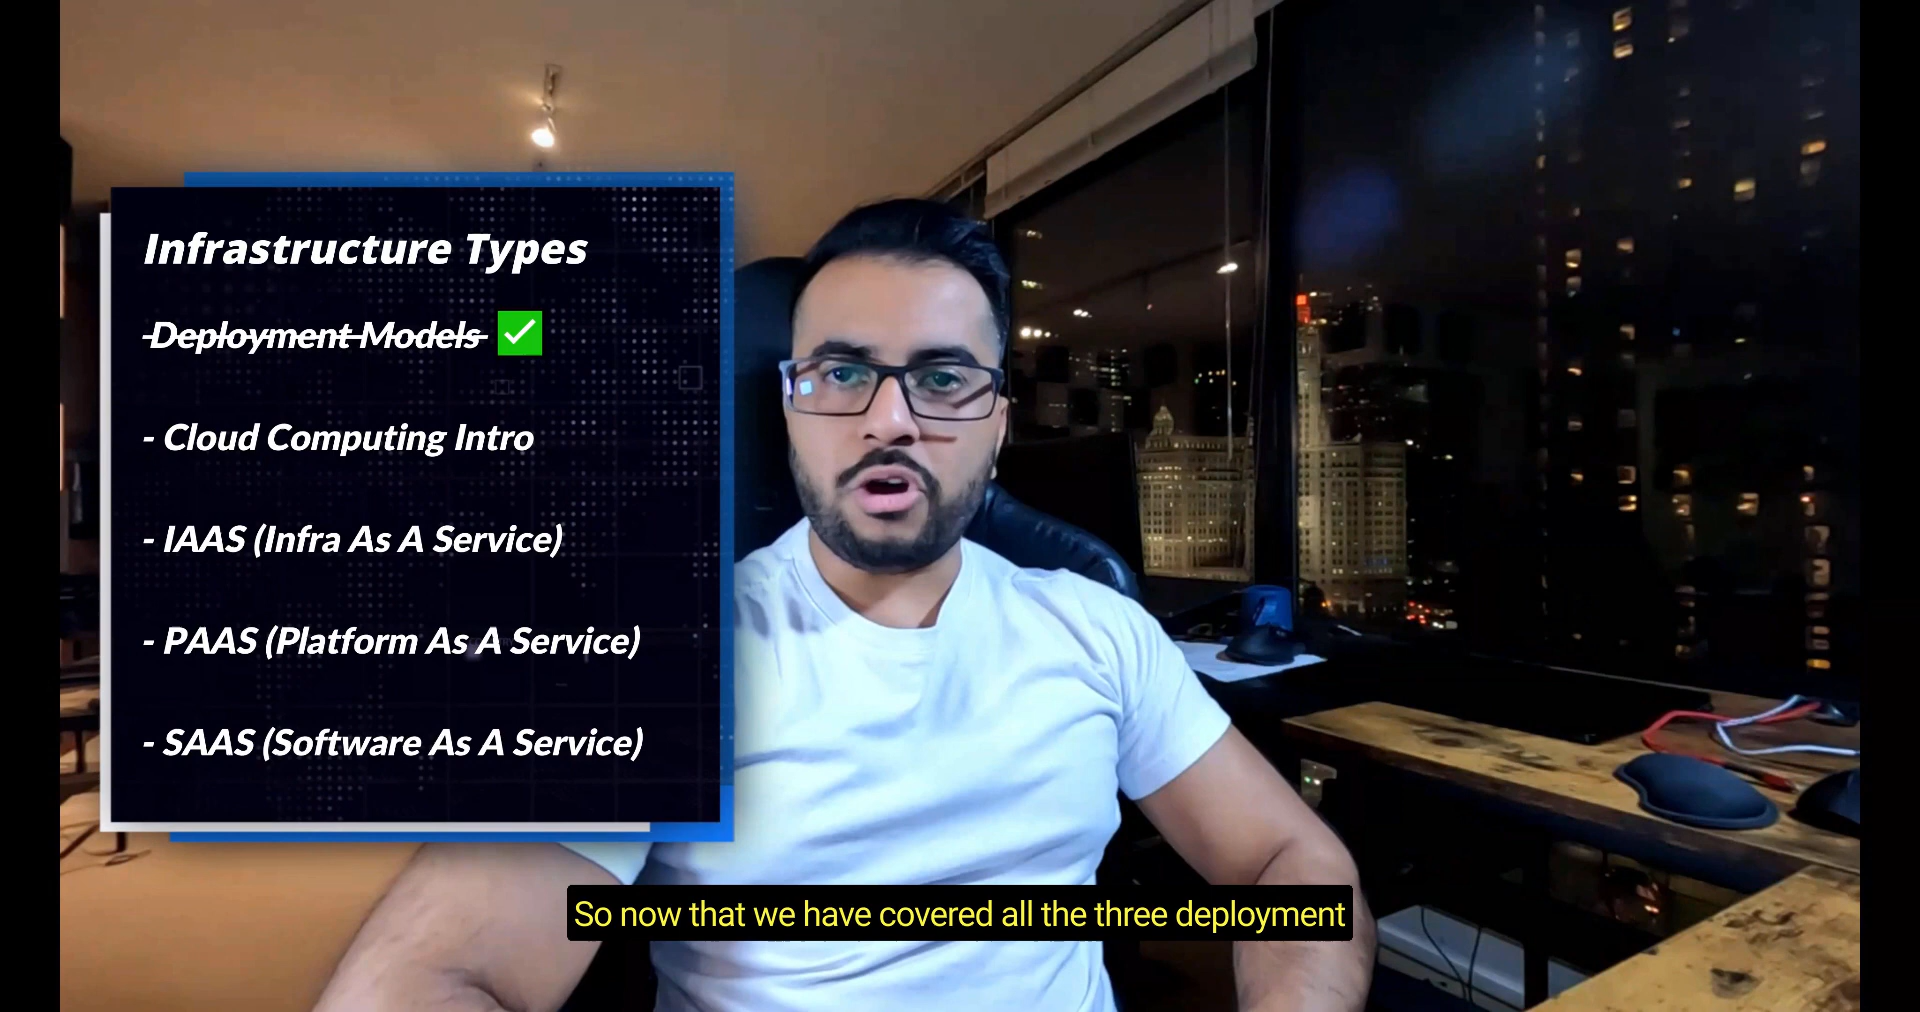 Infrastructure Types
-Deployment Models-
- Cloud Computing Intro
- IAAS (Infra As A Service)
- PAAS (Platform As A Service)
- SAAS (Software As A Service)
So now that we have covered all the three deployment